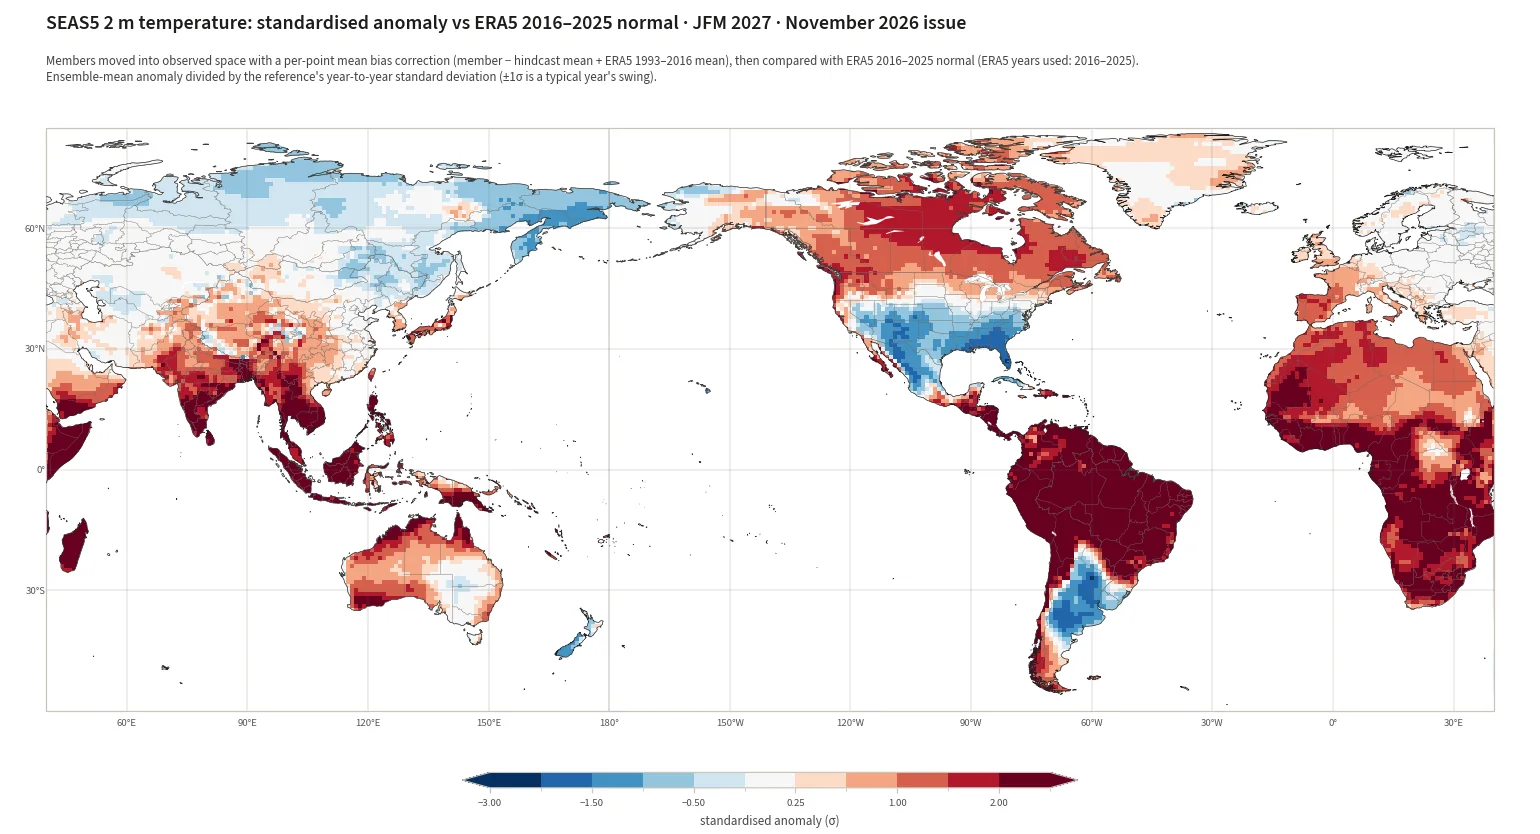 SEAS5 2 m temperature: standardised anomaly vs ERA5 2016–2025 normal · JFM 2027 · November 2026 issue
Members moved into observed space with a per-point mean bias correction (member − hindcast mean + ERA5 1993–2016 mean), then compared with ERA5 2016–2025 normal (ERA5 years used: 2016–2025).
Ensemble-mean anomaly divided by the reference's year-to-year standard deviation (±1σ is a typical year's swing).
60°N
30°N
0°
30°S
60°E 90°E 120°E 150°E 180° 150°W 120°W 90°W 60°W 30°W 0° 30°E
−3.00 −1.50 −0.50 0.25 1.00 2.00
standardised anomaly (σ)